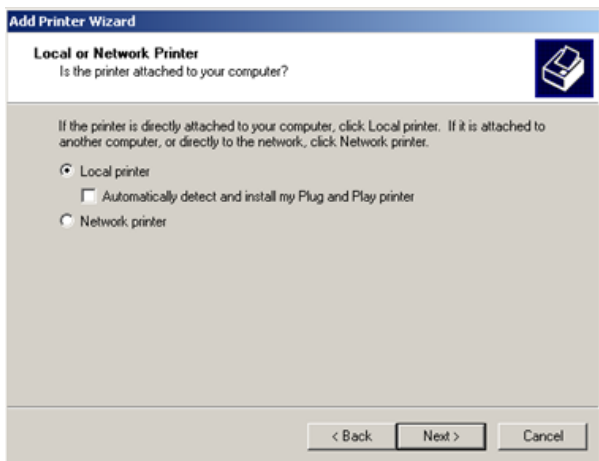 Add Printer Wizard
Local or Network Printer
Is the printer attached to your computer?
If the printer is directly attached to your computer, click Local printer. If it is attached to
another computer, or directly to the network, click Network printer.
Local printer
Automatically detect and install my Plug and Play printer
Network printer
< Back
Next >
Cancel